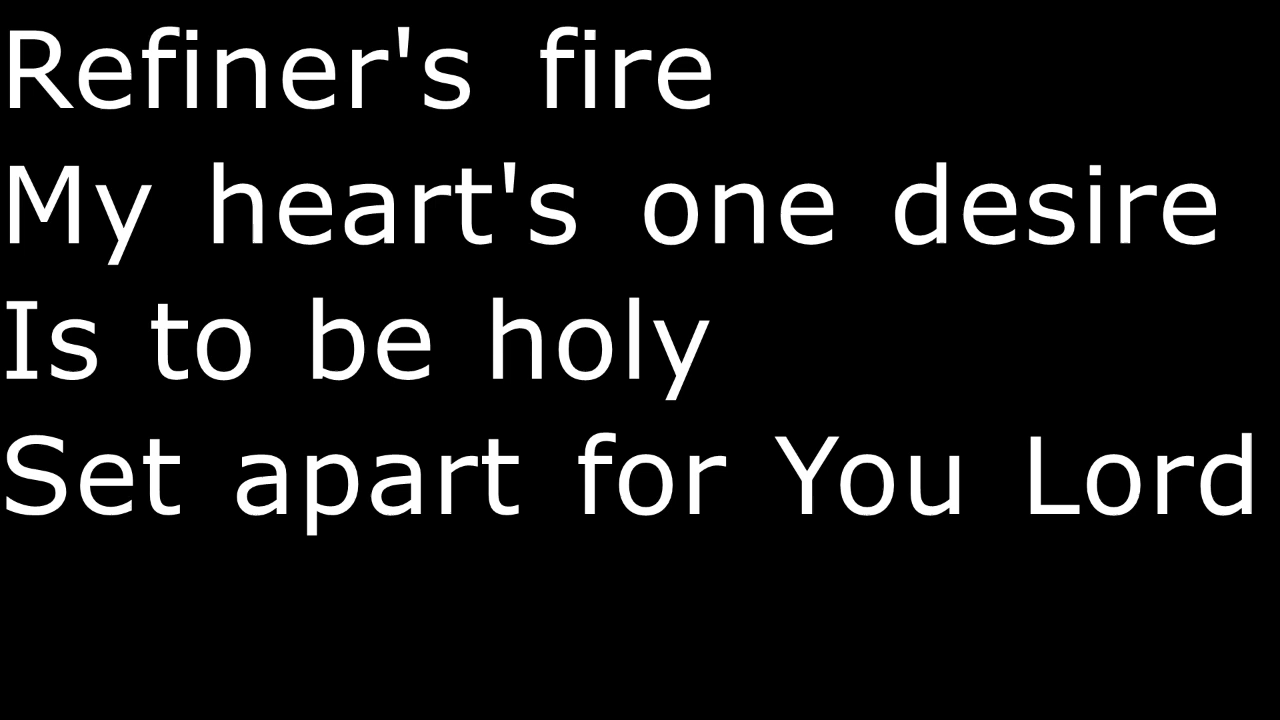 Refiner's fire
My heart's one desire
Is to be holy
Set apart for You Lord